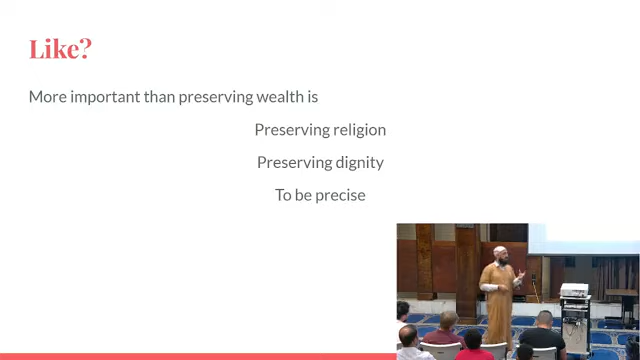 Like?
More important than preserving wealth is
Preserving religion
Preserving dignity
To be precise